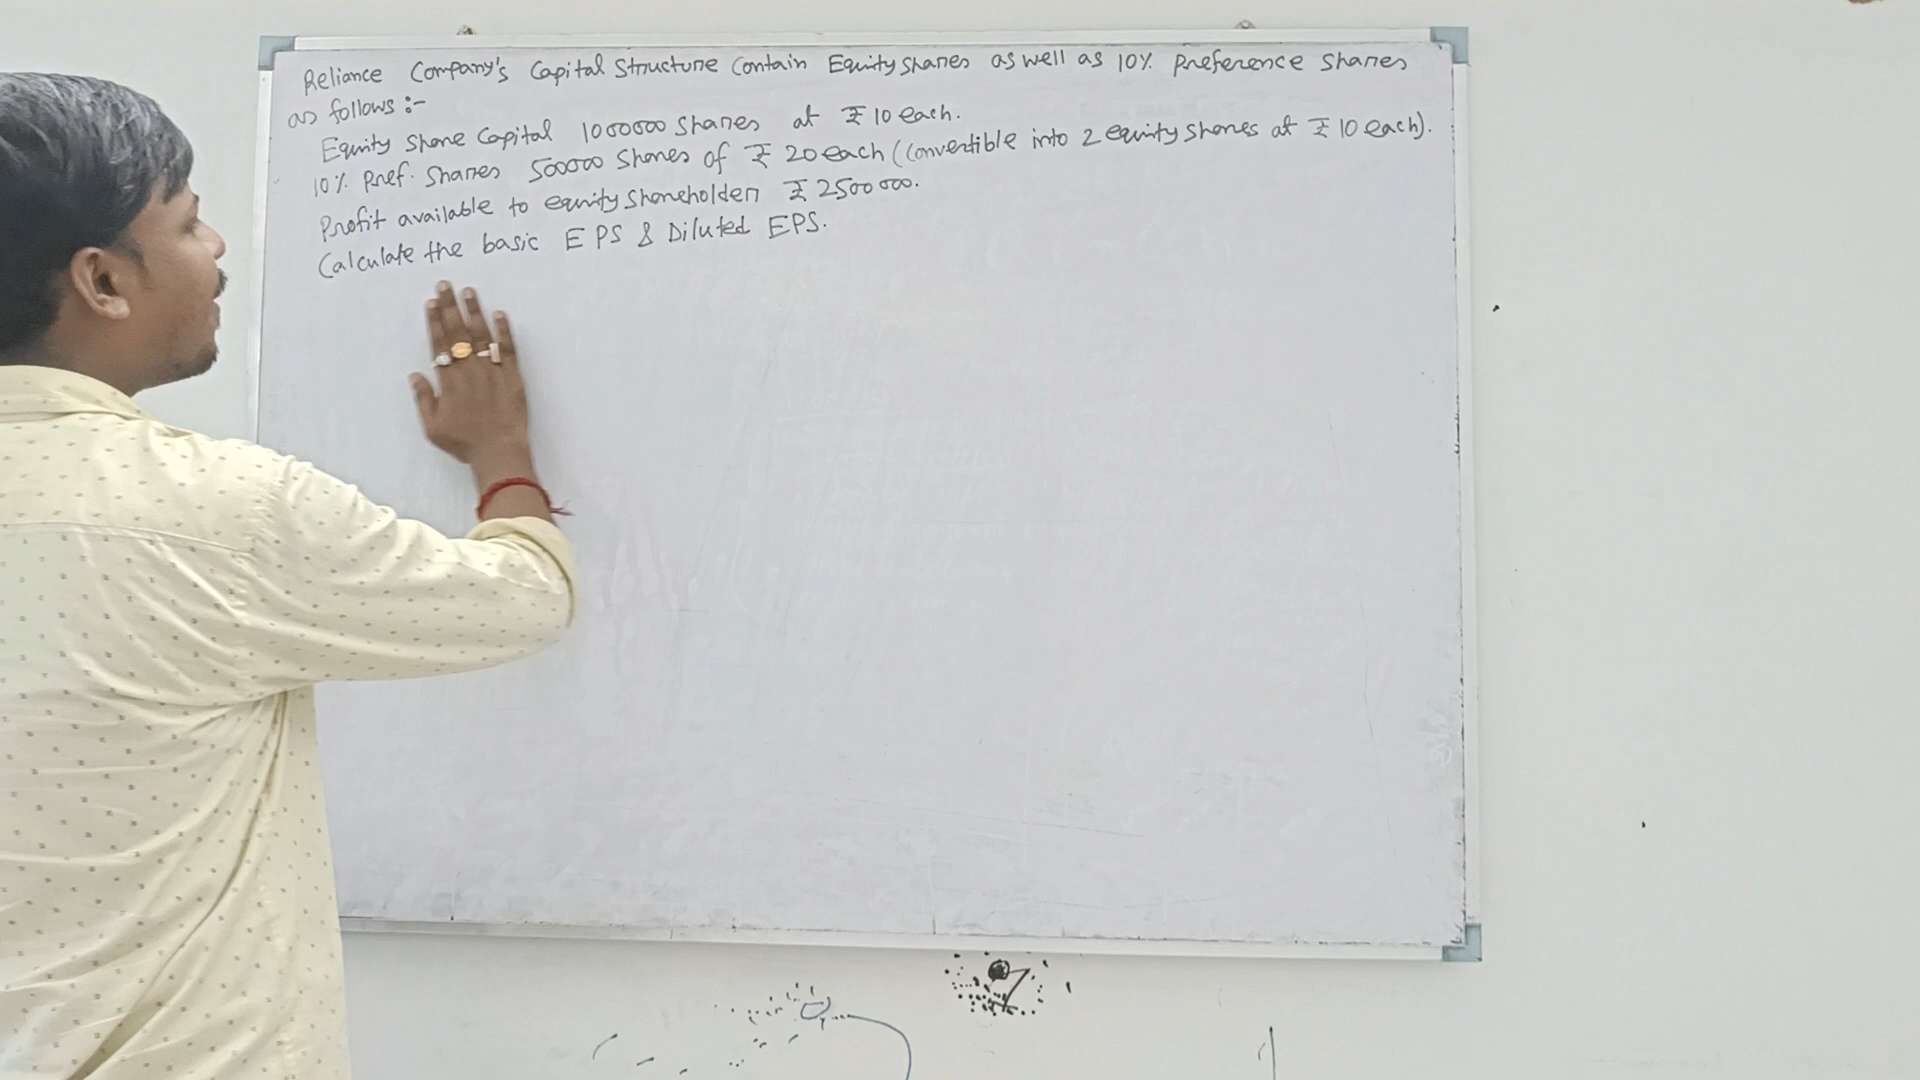 Reliance Company's Capital Structure Contain Equity shares as well as 10% Preference Shares
as follows :-
Equity Share Capital 1000000 Shares at ₹ 10 each.
10% Pref. Shares 500000 Shares of ₹ 20 each (Convertible into 2 equity shares at ₹ 10 each).
Profit available to equity shareholders ₹ 2500000.
Calculate the basic EPS & Diluted EPS.